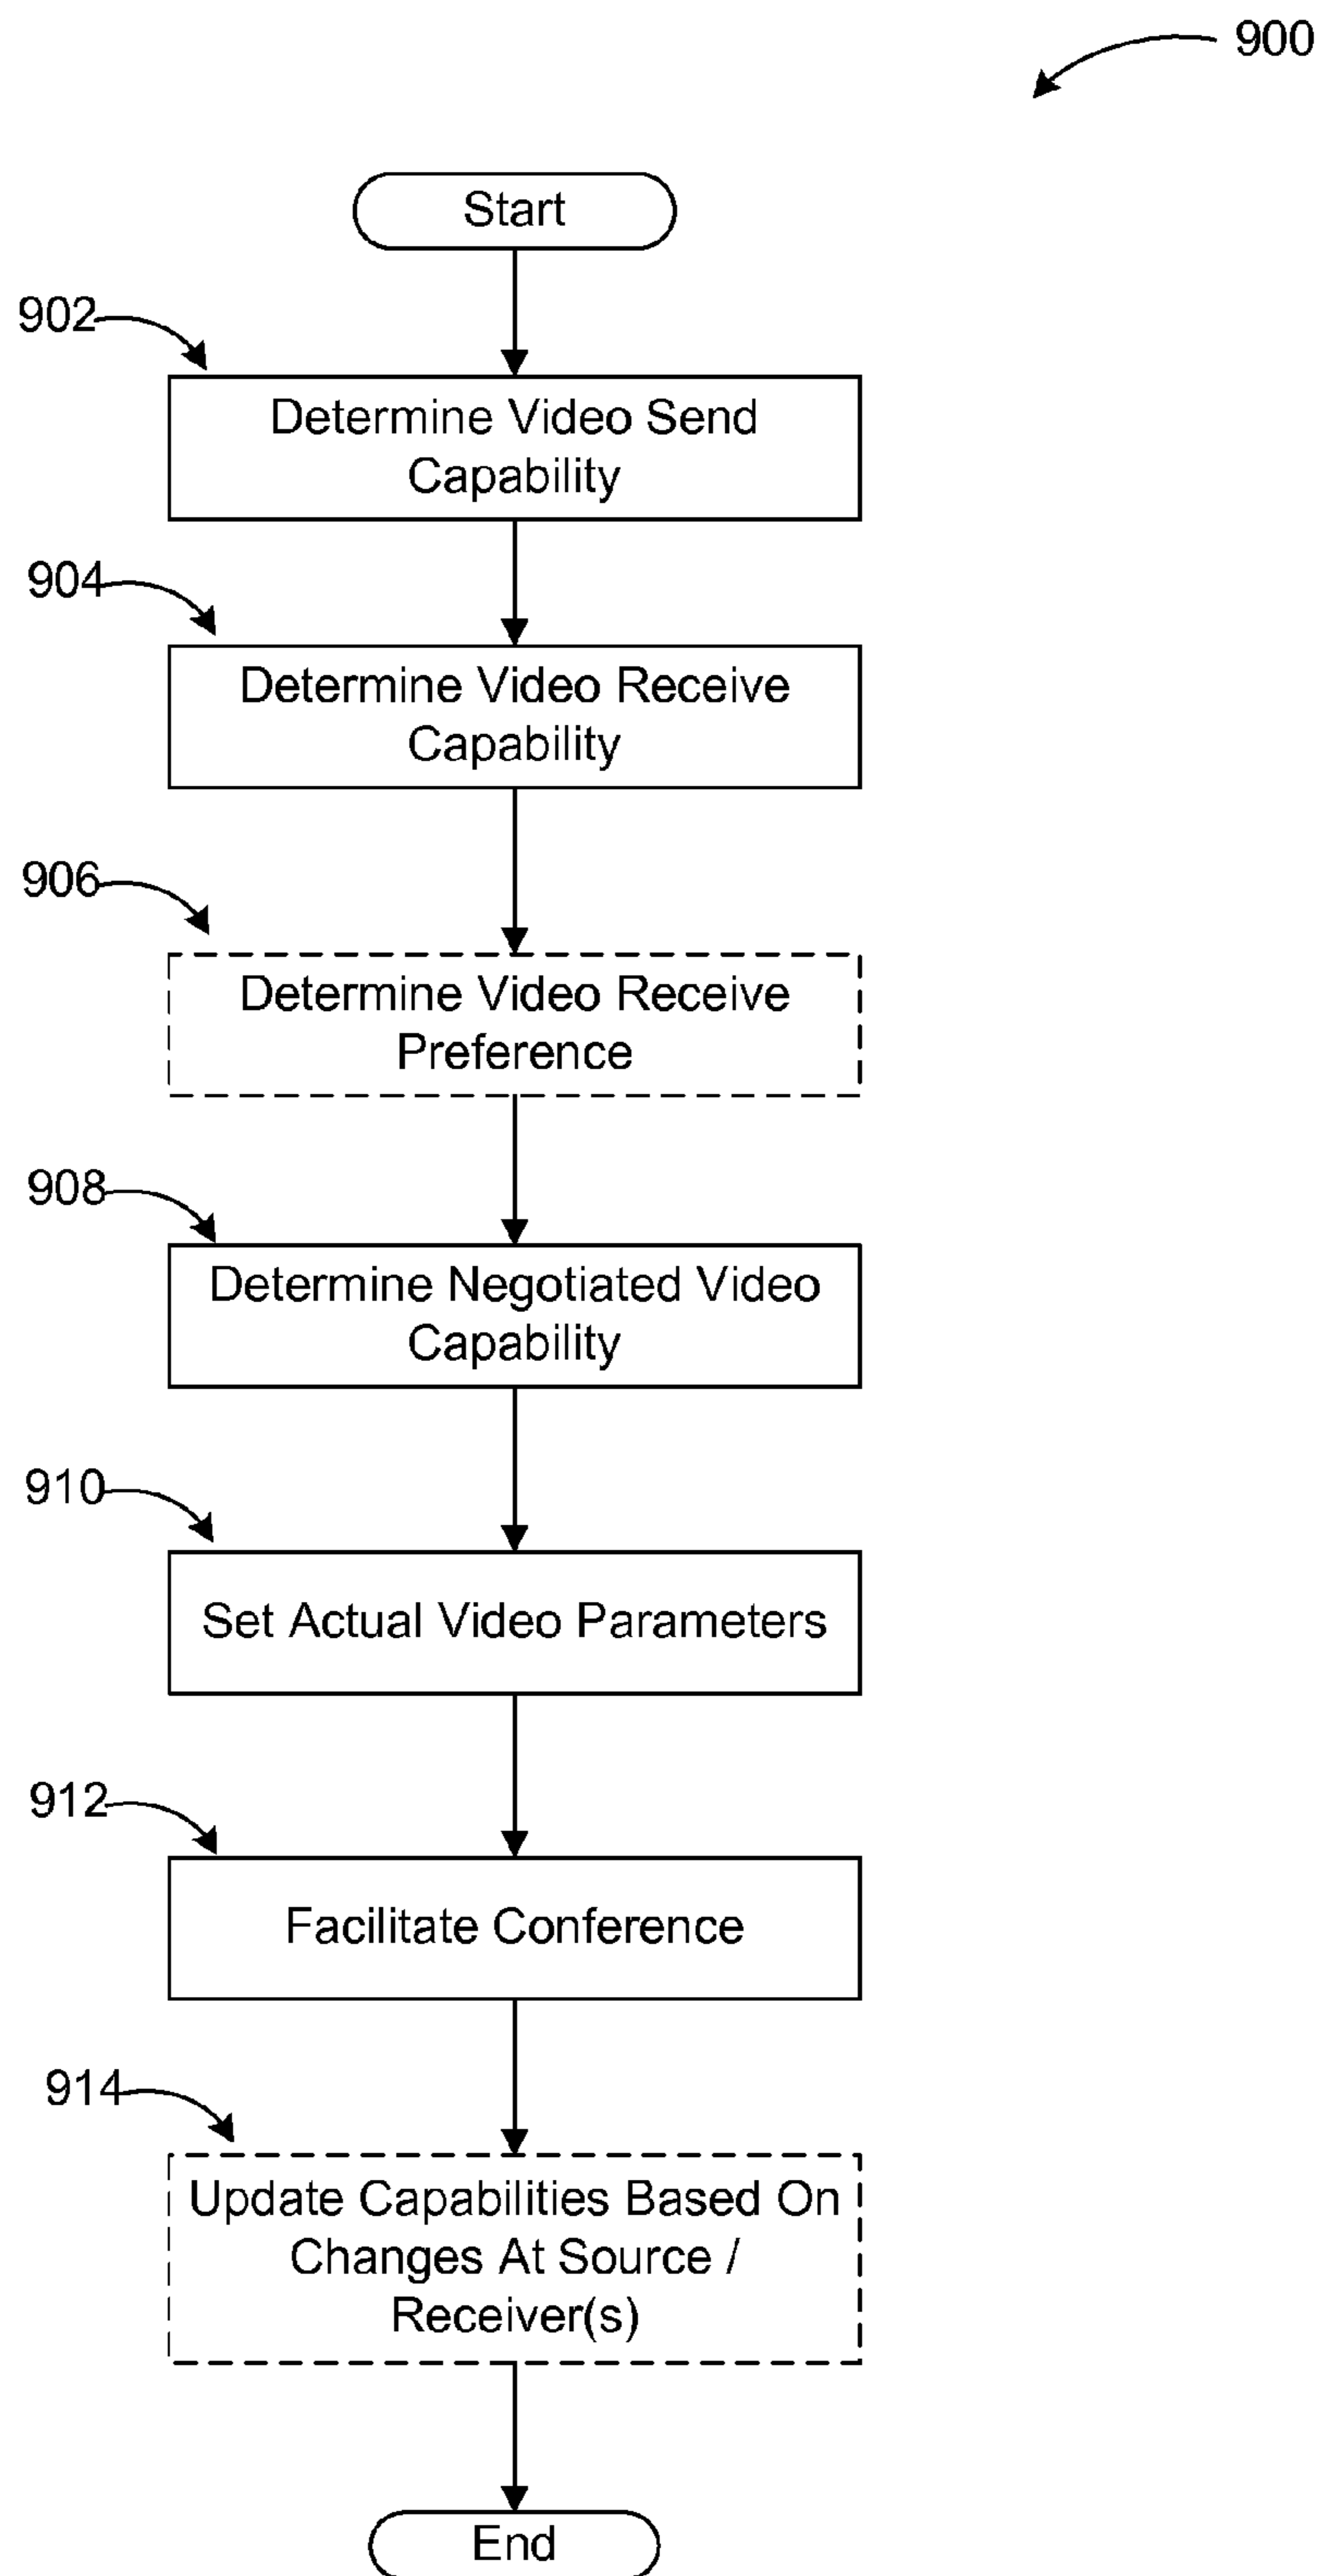 900
Start
902
Determine Video Send
Capability
904
Determine Video Receive
Capability
906
Determine Video Receive
Preference
908
Determine Negotiated Video
Capability
910
Set Actual Video Parameters
912
Facilitate Conference
914
Update Capabilities Based On
Changes At Source /
Receiver(s)
End